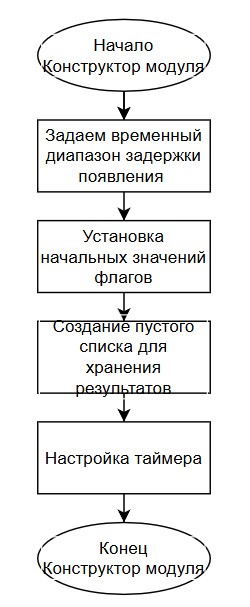 Начало
Конструктор модуля
Задаем временный
диапазон задержки
появления
Установка
начальных значений
флагов
Создание пустого
списка для
хранения
результатов
Настройка таймера
Конец
Конструктор модуля